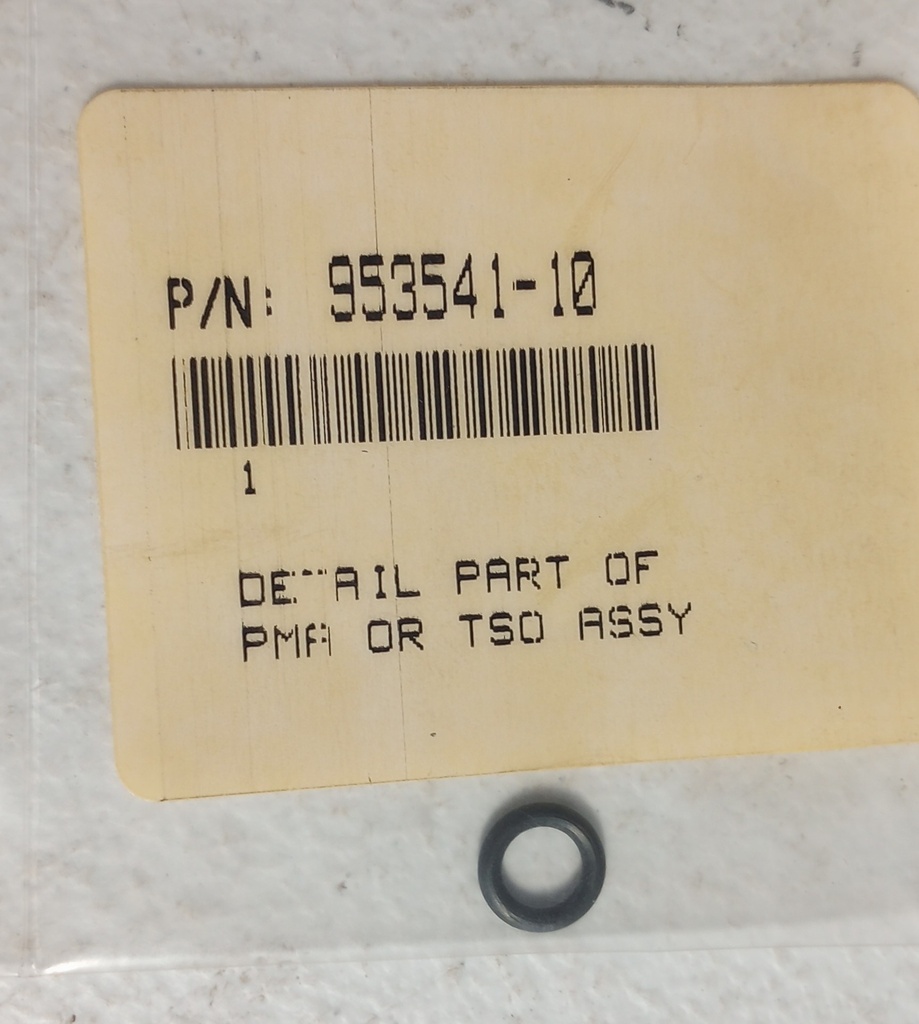 P/N: 953541-10
1
DETAIL PART OF
PMA OR TSO ASSY